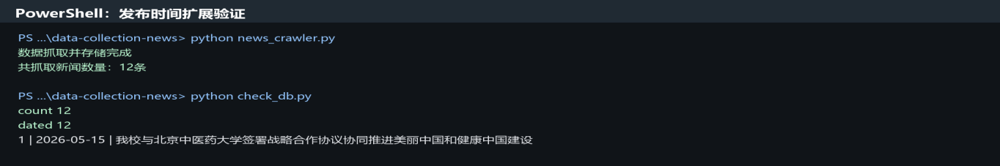 PowerShell：发布时间扩展验证
PS ...\data-collection-news> python news_crawler.py
数据抓取并存储完成
共抓取新闻数量：12条
PS ...\data-collection-news> python check_db.py
count 12
dated 12
1 | 2026-05-15 | 我校与北京中医药大学签署战略合作协议协同推进美丽中国和健康中国建设